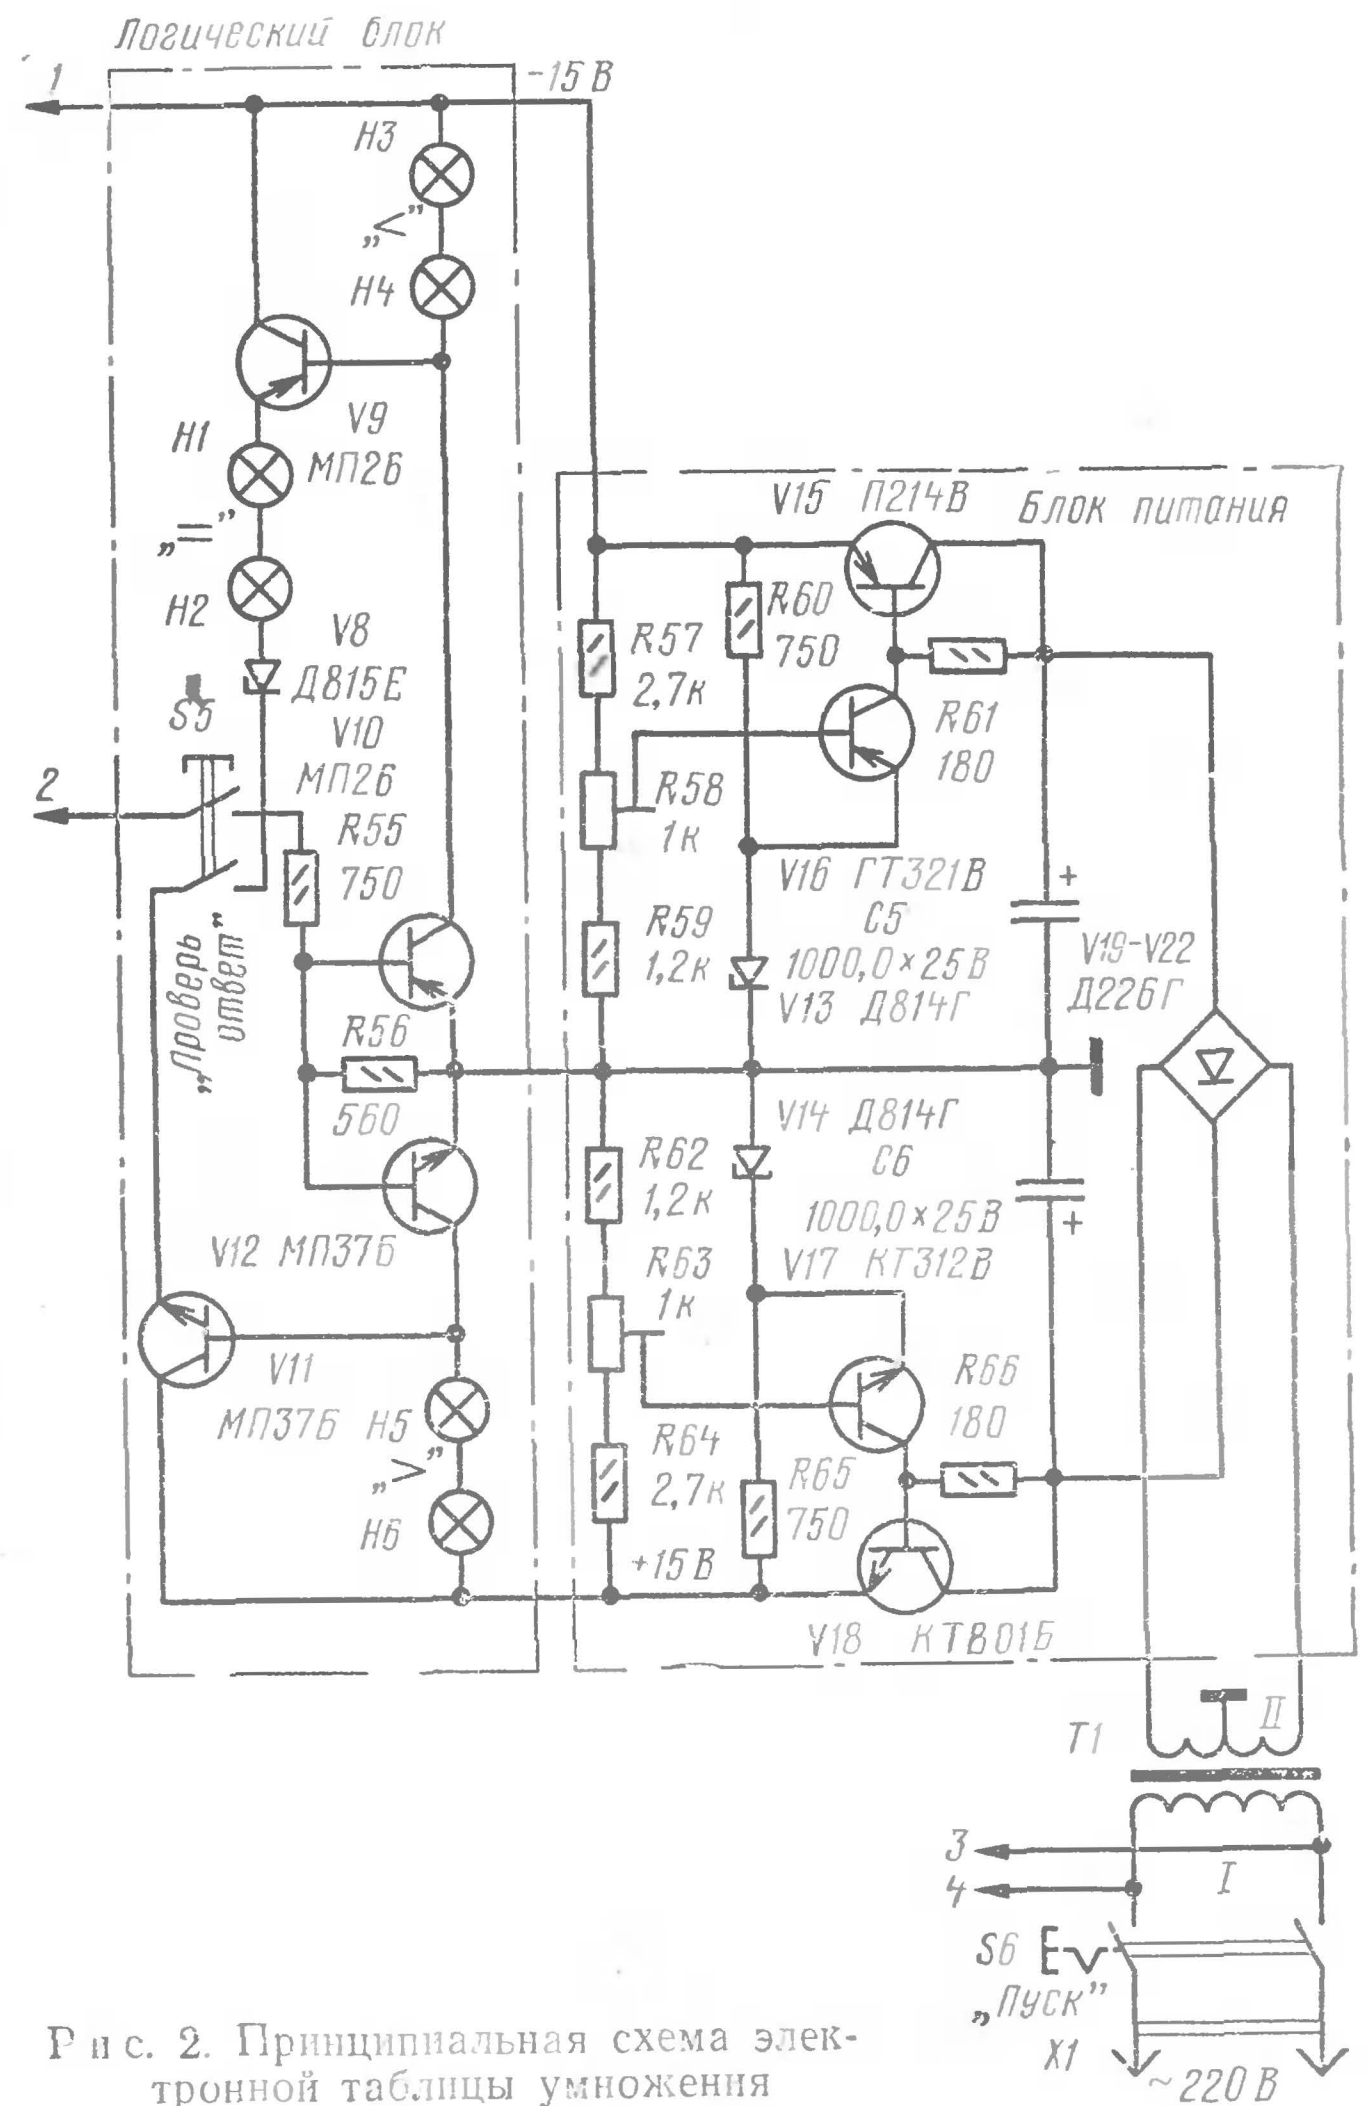 Логический блок
1
-15 В
H3
„<”
H4
V9
МП26
H1
„=”
H2
V8
Д815Е
S5
V10
МП26
2
R55
750
„Проверь
ответ”
R56
560
V12 МП37Б
V11
МП37Б
H5
„>”
H6
V15 П214В
Блок питания
R60
750
R57
2,7к
R61
180
R58
1к
V16 ГТ321В
C5
+
R59
1,2к
1000,0×25В
V13 Д814Г
V19-V22
Д226Г
V14 Д814Г
C6
R62
1,2к
1000,0×25В
+
V17 КТ312В
R63
1к
R66
180
R64
2,7к
R65
750
+15 В
V18 КТ801Б
T1
II
3
4
I
S6
„Пуск”
X1
~220 В
Рис. 2. Принципиальная схема элек-
тронной таблицы умножения